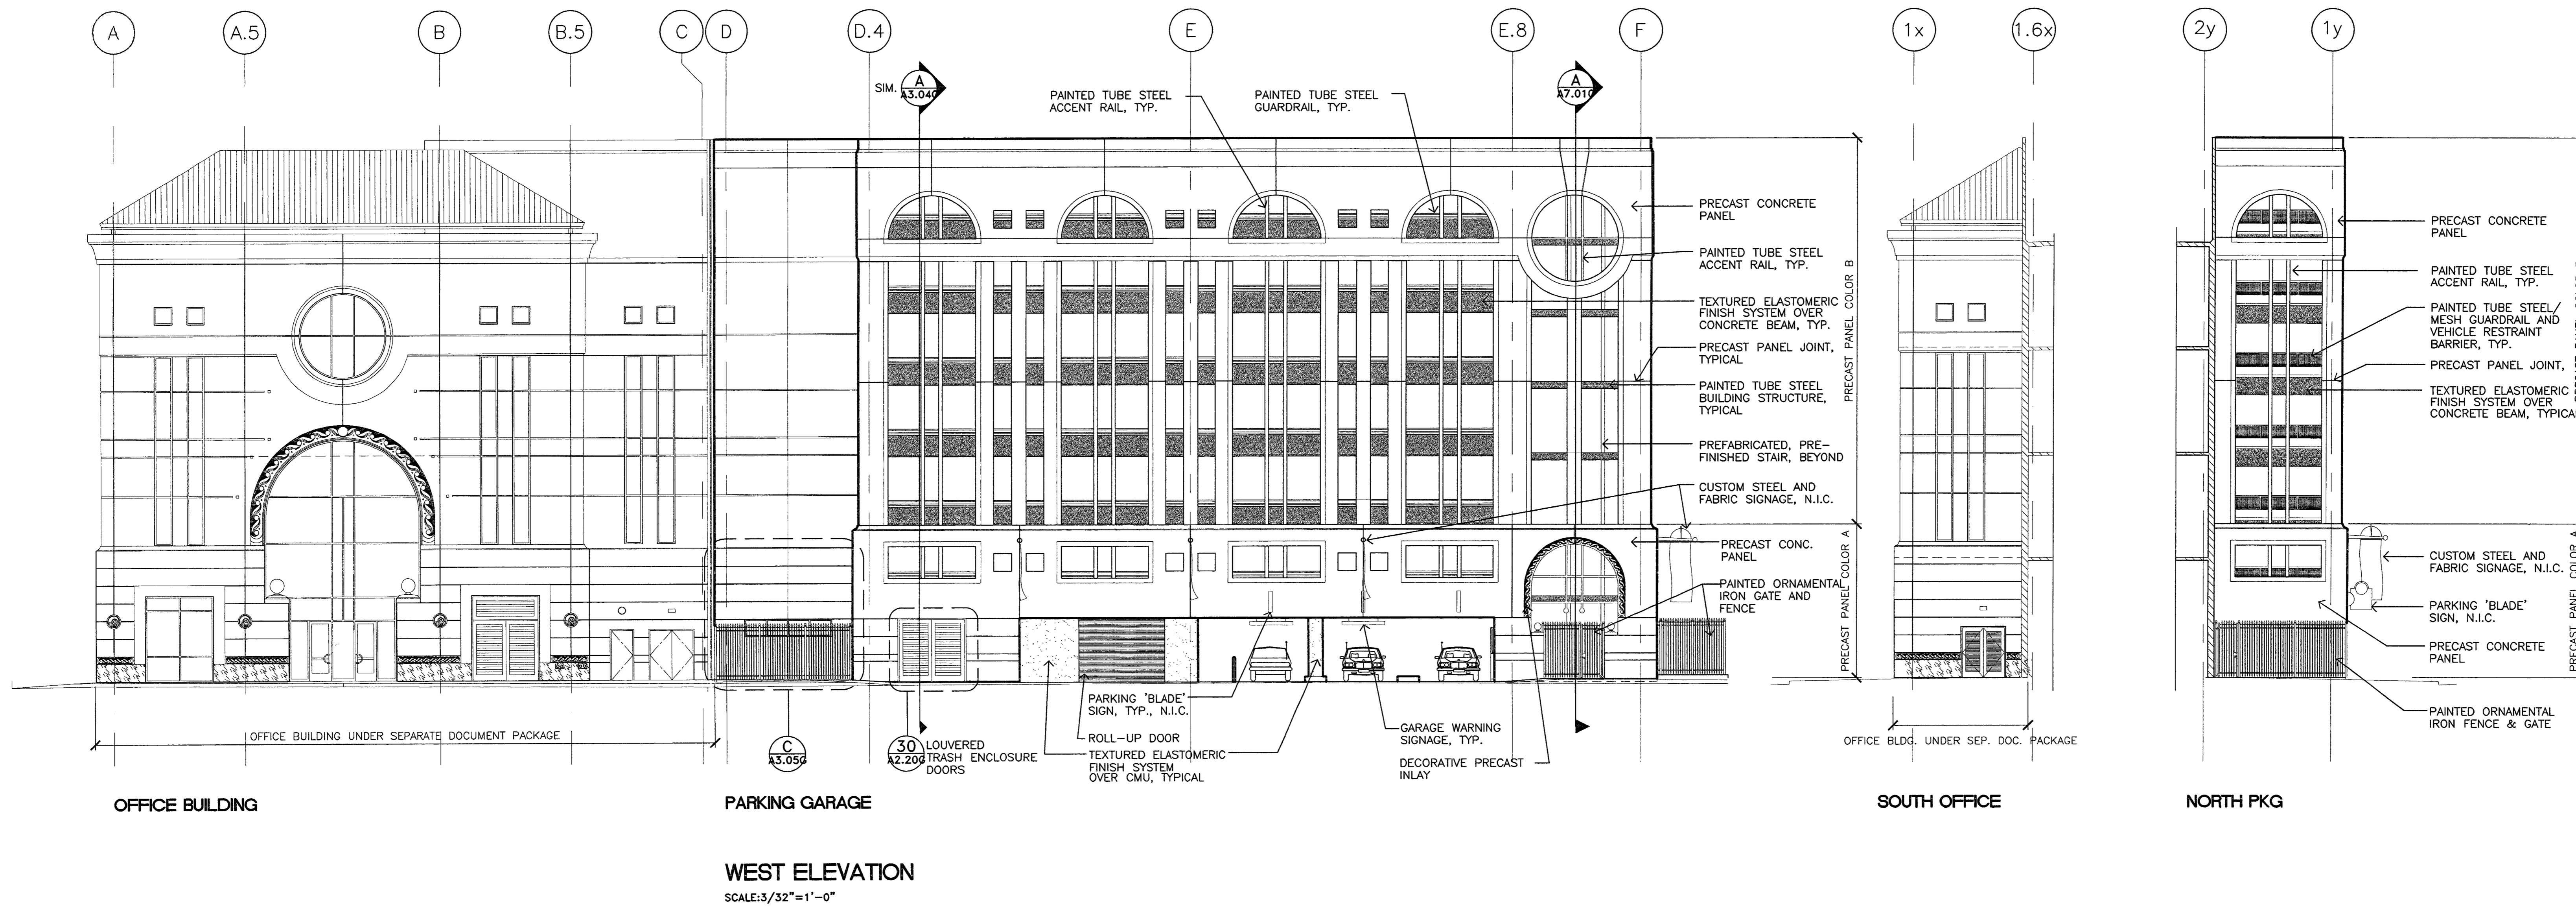 A
A.5
B
B.5
C
D
D.4
E
E.8
F
1x
1.6x
2y
1y
SIM.
A
A3.04G
A
A7.01G
PAINTED TUBE STEEL
ACCENT RAIL, TYP.
PAINTED TUBE STEEL
GUARDRAIL, TYP.
PRECAST CONCRETE
PANEL
PAINTED TUBE STEEL
ACCENT RAIL, TYP.
TEXTURED ELASTOMERIC
FINISH SYSTEM OVER
CONCRETE BEAM, TYP.
PRECAST PANEL JOINT,
TYPICAL
PAINTED TUBE STEEL
BUILDING STRUCTURE,
TYPICAL
PREFABRICATED, PRE-
FINISHED STAIR, BEYOND
CUSTOM STEEL AND
FABRIC SIGNAGE, N.I.C.
PRECAST CONC.
PANEL
PAINTED ORNAMENTAL
IRON GATE AND
FENCE
PRECAST PANEL COLOR B
PRECAST PANEL COLOR A
PRECAST CONCRETE
PANEL
PAINTED TUBE STEEL
ACCENT RAIL, TYP.
PAINTED TUBE STEEL/
MESH GUARDRAIL AND
VEHICLE RESTRAINT
BARRIER, TYP.
PRECAST PANEL JOINT,
TEXTURED ELASTOMERIC
FINISH SYSTEM OVER
CONCRETE BEAM, TYPICAL
CUSTOM STEEL AND
FABRIC SIGNAGE, N.I.C.
PARKING 'BLADE'
SIGN, N.I.C.
PRECAST CONCRETE
PANEL
PAINTED ORNAMENTAL
IRON FENCE & GATE
PRECAST PANEL COLOR A
OFFICE BUILDING UNDER SEPARATE DOCUMENT PACKAGE
C
A3.05G
30
A2.20G
LOUVERED
TRASH ENCLOSURE
DOORS
PARKING 'BLADE'
SIGN, TYP., N.I.C.
ROLL-UP DOOR
TEXTURED ELASTOMERIC
FINISH SYSTEM
OVER CMU, TYPICAL
GARAGE WARNING
SIGNAGE, TYP.
DECORATIVE PRECAST
INLAY
OFFICE BLDG. UNDER SEP. DOC. PACKAGE
OFFICE BUILDING
PARKING GARAGE
SOUTH OFFICE
NORTH PKG
WEST ELEVATION
SCALE:3/32"=1'-0"